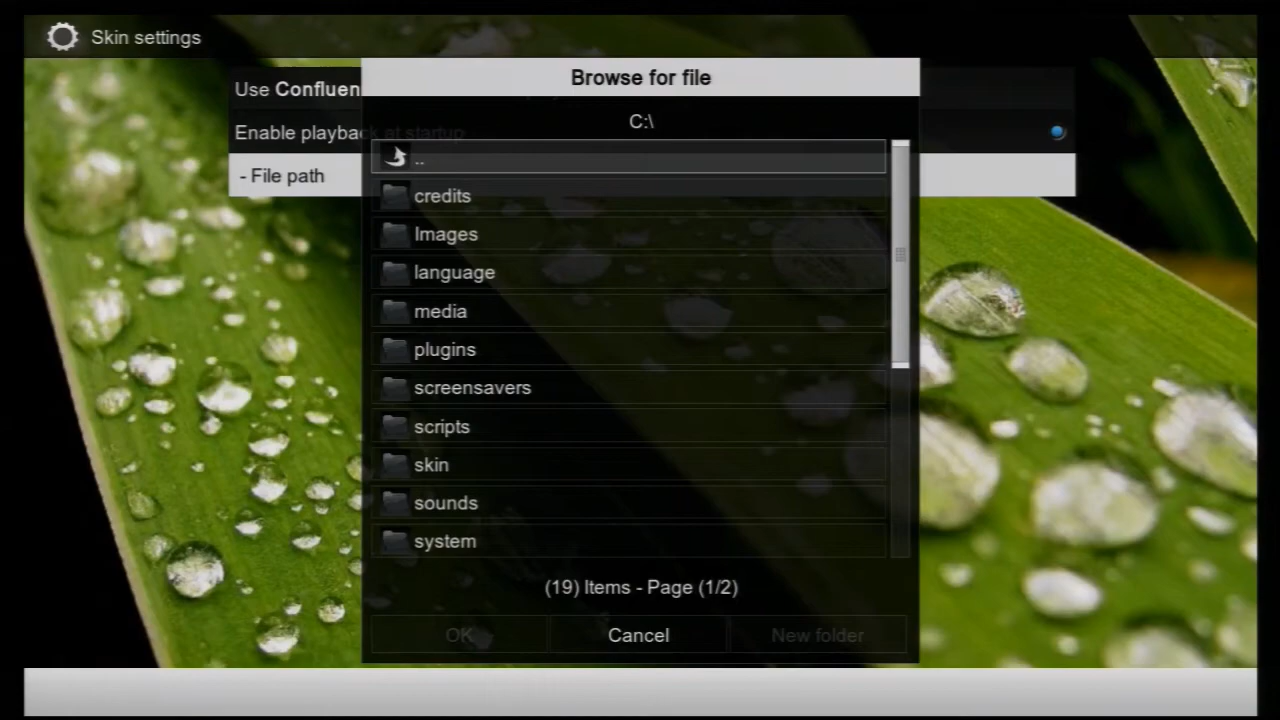 Skin settings
Browse for file
Use Confluen
C:\
Enable playback at startup
..
- File path
credits
Images
language
media
plugins
screensavers
scripts
skin
sounds
system
(19) Items - Page (1/2)
OK
Cancel
New folder